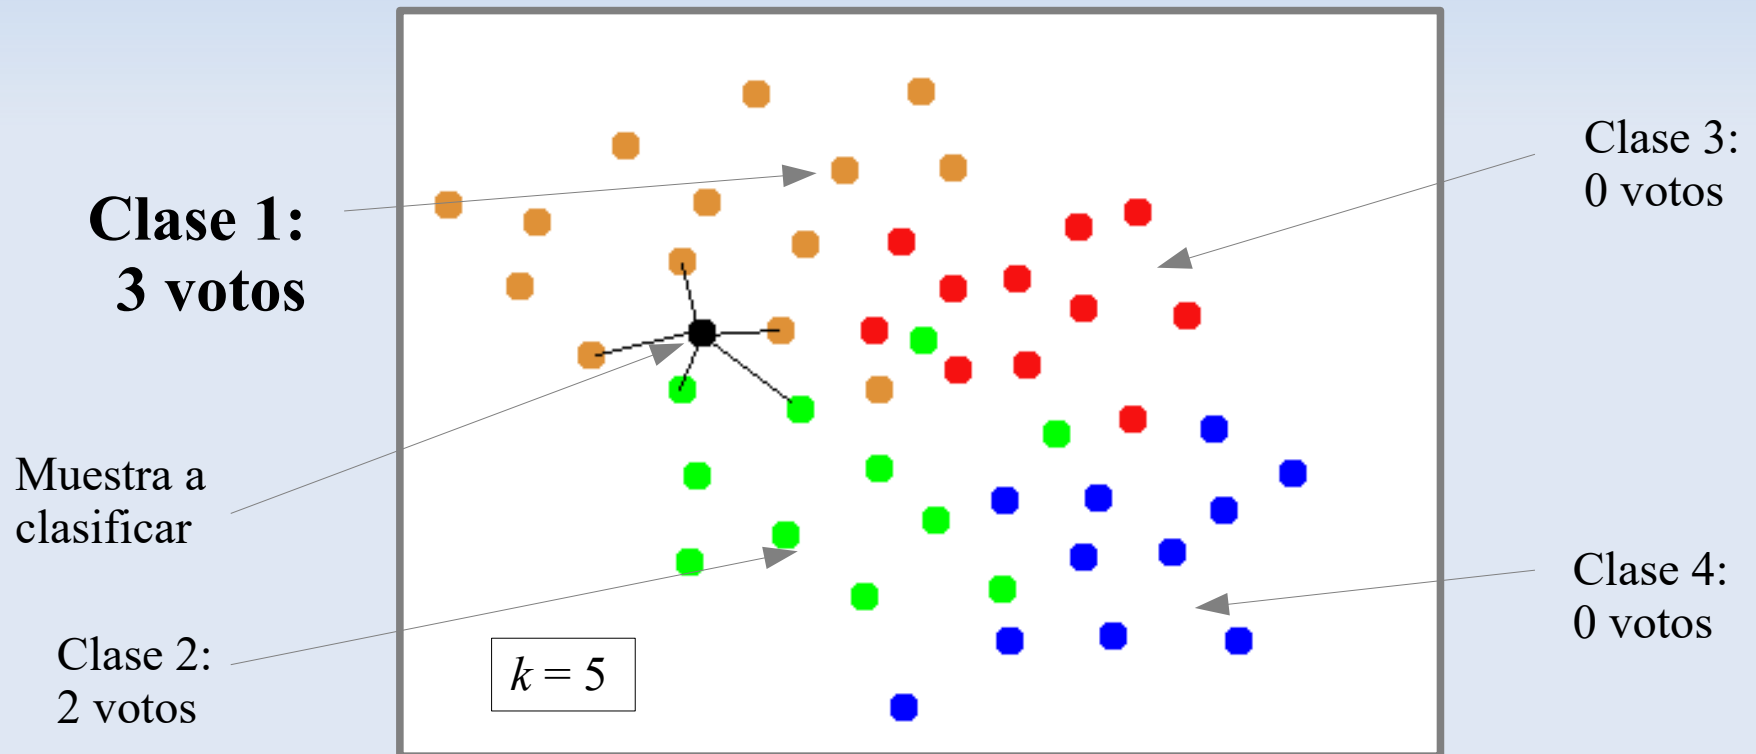 Clase 1:
3 votos
Clase 3:
0 votos
Muestra a
clasificar
Clase 2:
2 votos
k = 5
Clase 4:
0 votos